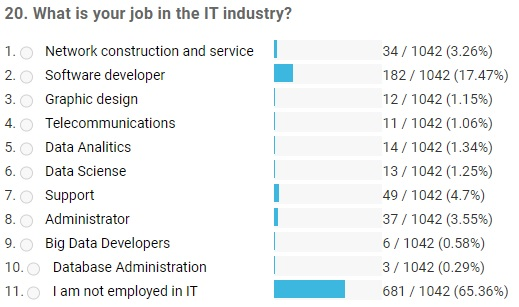 20. What is your job in the IT industry?
1. Network construction and service 34 / 1042 (3.26%)
2. Software developer 182 / 1042 (17.47%)
3. Graphic design 12 / 1042 (1.15%)
4. Telecommunications 11 / 1042 (1.06%)
5. Data Analitics 14 / 1042 (1.34%)
6. Data Sciense 13 / 1042 (1.25%)
7. Support 49 / 1042 (4.7%)
8. Administrator 37 / 1042 (3.55%)
9. Big Data Developers 6 / 1042 (0.58%)
10. Database Administration 3 / 1042 (0.29%)
11. I am not employed in IT 681 / 1042 (65.36%)